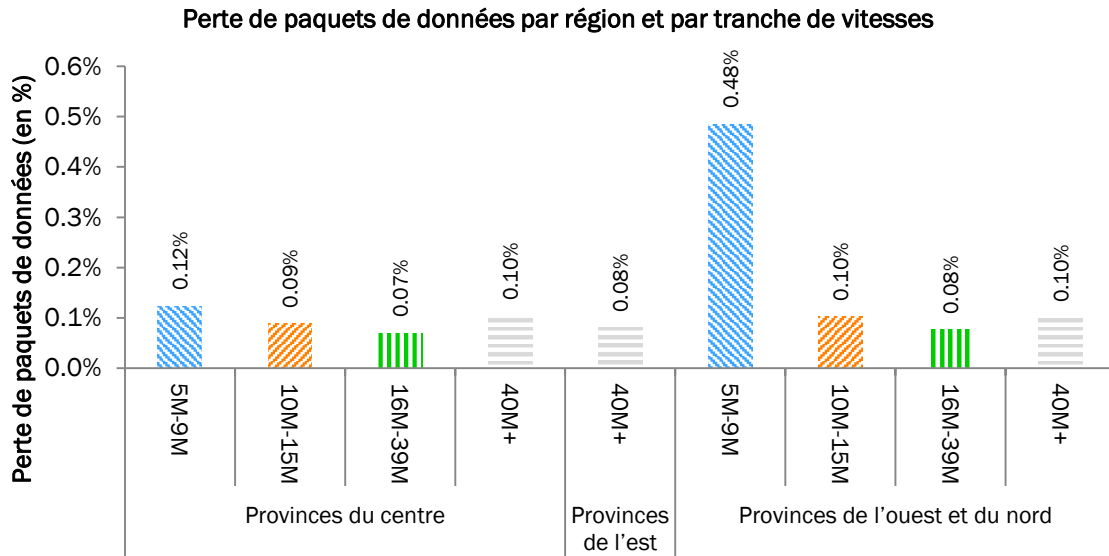 Perte de paquets de données par région et par tranche de vitesses
Perte de paquets de données (en %)
0.6%
0.5%
0.4%
0.3%
0.2%
0.1%
0.0%
0.12%
0.09%
0.07%
0.10%
0.08%
0.48%
0.10%
0.08%
0.10%
5M-9M
10M-15M
16M-39M
40M+
40M+
5M-9M
10M-15M
16M-39M
40M+
Provinces du centre
Provinces
de l'est
Provinces de l'ouest et du nord